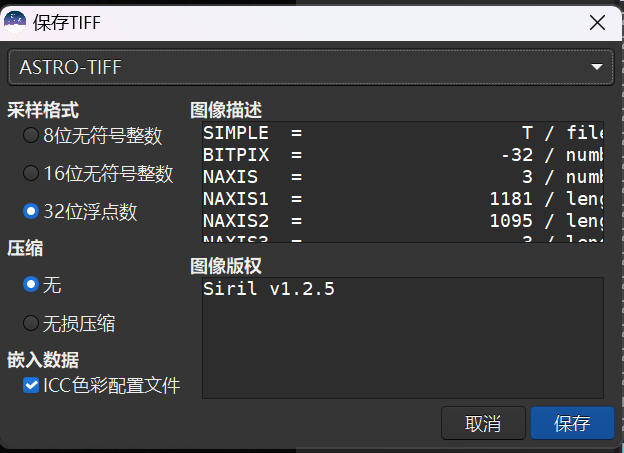 保存TIFF
ASTRO-TIFF
采样格式
8位无符号整数
16位无符号整数
32位浮点数
压缩
无
无损压缩
嵌入数据
ICC色彩配置文件
图像描述
SIMPLE  =                    T / file
BITPIX  =                  -32 / numb
NAXIS   =                    3 / numb
NAXIS1  =                 1181 / leng
NAXIS2  =                 1095 / leng
NAXIS3  =                    3 / leng
图像版权
Siril v1.2.5
取消
保存